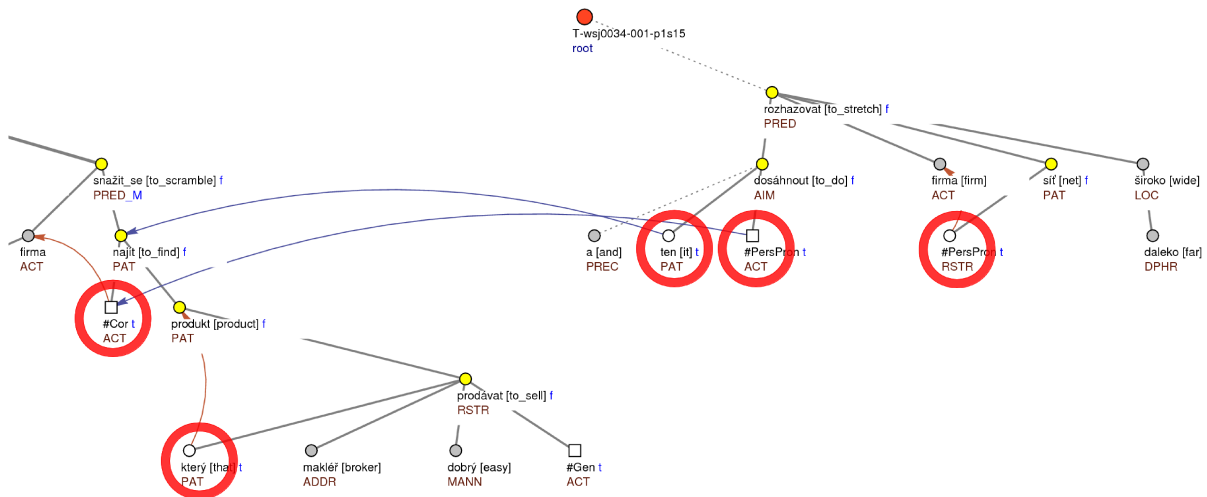 T-wsj0034-001-p1s15
root
rozhazovat [to_stretch] f
PRED
snažit_se [to_scramble] f
PRED_M
dosáhnout [to_do] f
AIM
firma [firm]
ACT
síť [net] f
PAT
široko [wide]
LOC
firma
ACT
najít [to_find] f
PAT
a [and]
PREC
ten [it] t
PAT
#PersPron t
ACT
#PersPron t
RSTR
daleko [far]
DPHR
#Cor t
ACT
produkt [product] f
PAT
prodávat [to_sell] f
RSTR
který [that] t
PAT
makléř [broker]
ADDR
dobrý [easy]
MANN
#Gen t
ACT